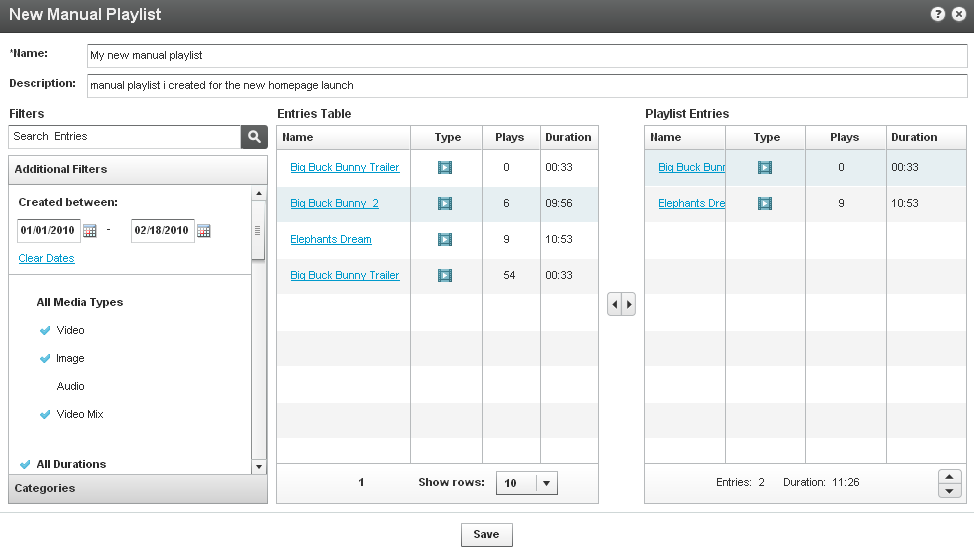 New Manual Playlist
*Name: My new manual playlist
Description: manual playlist i created for the new homepage launch
Filters
Search Entries
Additional Filters
Created between:
01/01/2010 - 02/18/2010
Clear Dates
All Media Types
Video
Image
Audio
Video Mix
All Durations
Categories
Entries Table
Name Type Plays Duration
Big Buck Bunny Trailer 0 00:33
Big Buck Bunny 2 6 09:56
Elephants Dream 9 10:53
Big Buck Bunny Trailer 54 00:33
1 Show rows: 10
Playlist Entries
Name Type Plays Duration
Big Buck Bunn 0 00:33
Elephants Dre 9 10:53
Entries: 2 Duration: 11:26
Save